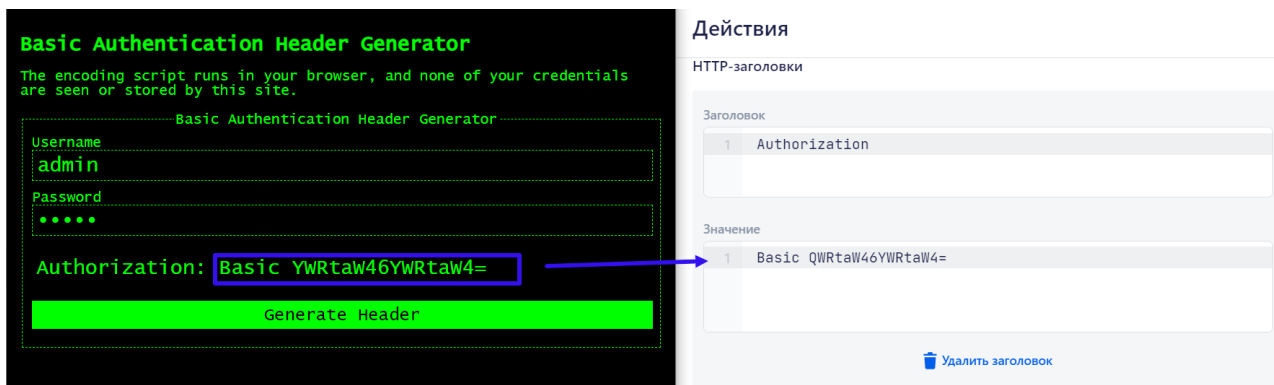 Basic Authentication Header Generator
The encoding script runs in your browser, and none of your credentials
are seen or stored by this site.
Basic Authentication Header Generator
Username
admin
Password
•••••
Authorization: Basic YWRtaW46YWRtaW4=
Generate Header
Действия
HTTP-заголовки
Заголовок
1 Authorization
Значение
1 Basic QWRtaW46YWRtaW4=
Удалить заголовок